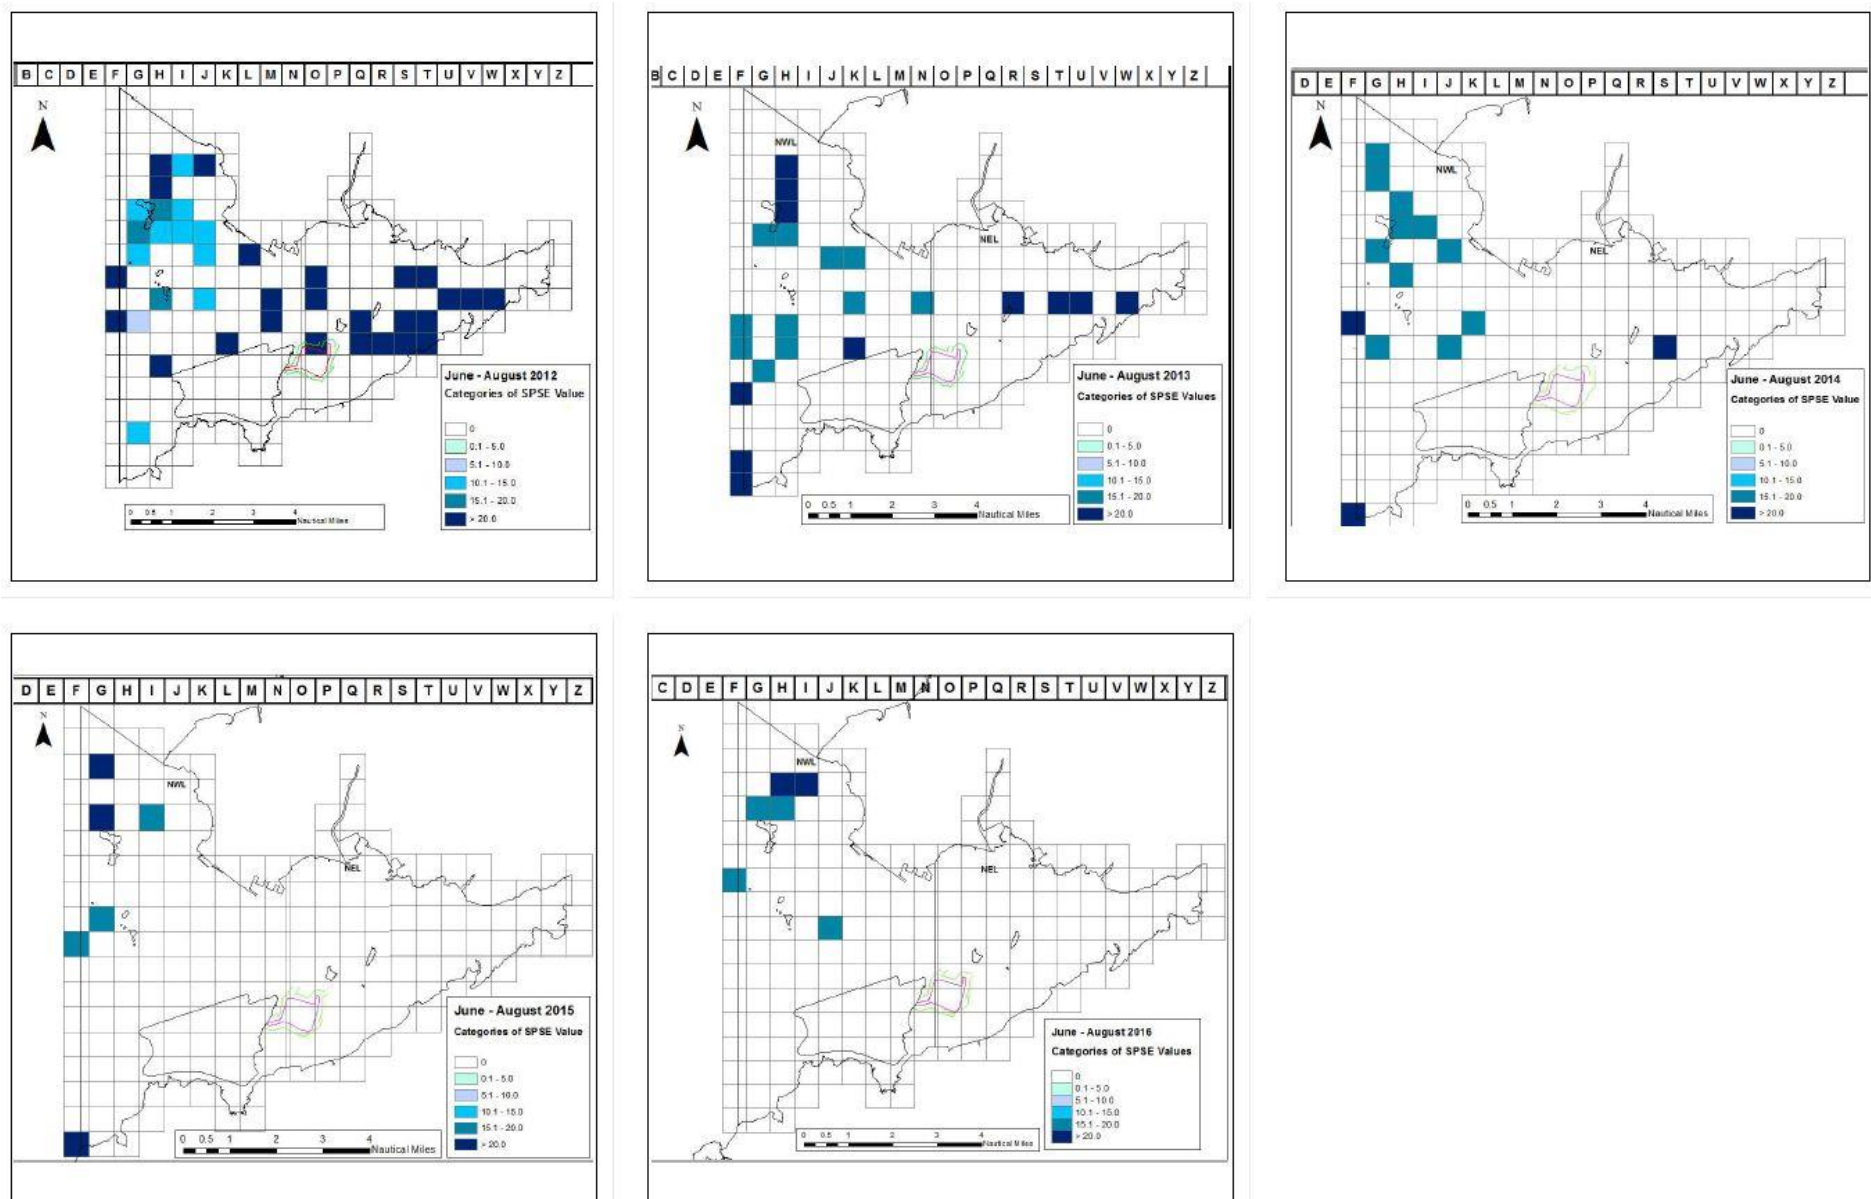 B C D E F G H I J K L M N O P Q R S T U V W X Y Z
N
June - August 2012
Categories of SPSE Value
0
0.1 - 5.0
5.1 - 10.0
10.1 - 15.0
15.1 - 20.0
> 20.0
0 0.5 1 2 3 4
Nautical Miles
B C D E F G H I J K L M N O P Q R S T U V W X Y Z
N
NWL
NEL
June - August 2013
Categories of SPSE Values
0
0.1 - 5.0
5.1 - 10.0
10.1 - 15.0
15.1 - 20.0
> 20.0
0 0.5 1 2 3 4
Nautical Miles
D E F G H I J K L M N O P Q R S T U V W X Y Z
N
NWL
NEL
June - August 2014
Categories of SPSE Value
0
0.1 - 5.0
5.1 - 10.0
10.1 - 15.0
15.1 - 20.0
> 20.0
0 0.5 1 2 3 4
Nautical Miles
D E F G H I J K L M N O P Q R S T U V W X Y Z
N
NWL
NEL
June - August 2015
Categories of SPSE Value
0
0.1 - 5.0
5.1 - 10.0
10.1 - 15.0
15.1 - 20.0
> 20.0
0 0.5 1 2 3 4
Nautical Miles
C D E F G H I J K L M N O P Q R S T U V W X Y Z
N
NWL
NEL
June - August 2016
Categories of SPSE Values
0
0.1 - 5.0
5.1 - 10.0
10.1 - 15.0
15.1 - 20.0
> 20.0
0 0.5 1 2 3 4
Nautical Miles